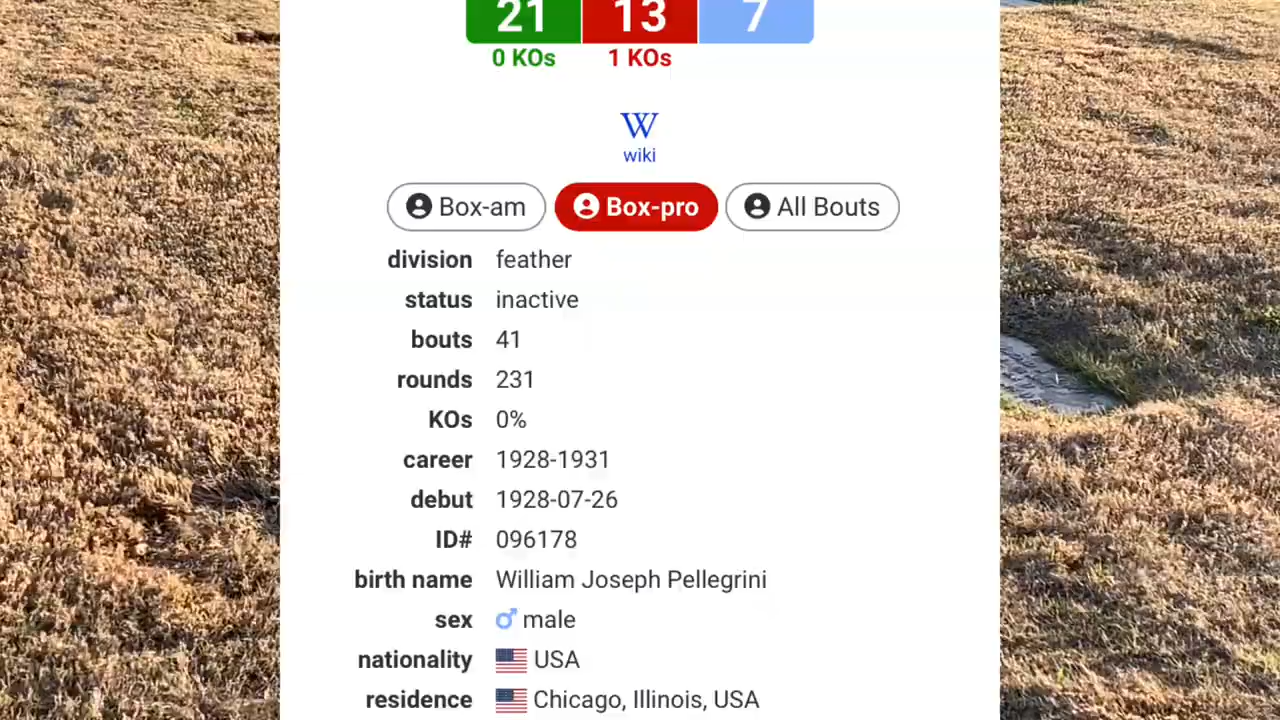 21 13 7
0 KOs 1 KOs
W
wiki
Box-am Box-pro All Bouts
division feather
status inactive
bouts 41
rounds 231
KOs 0%
career 1928-1931
debut 1928-07-26
ID# 096178
birth name William Joseph Pellegrini
sex male
nationality USA
residence Chicago, Illinois, USA